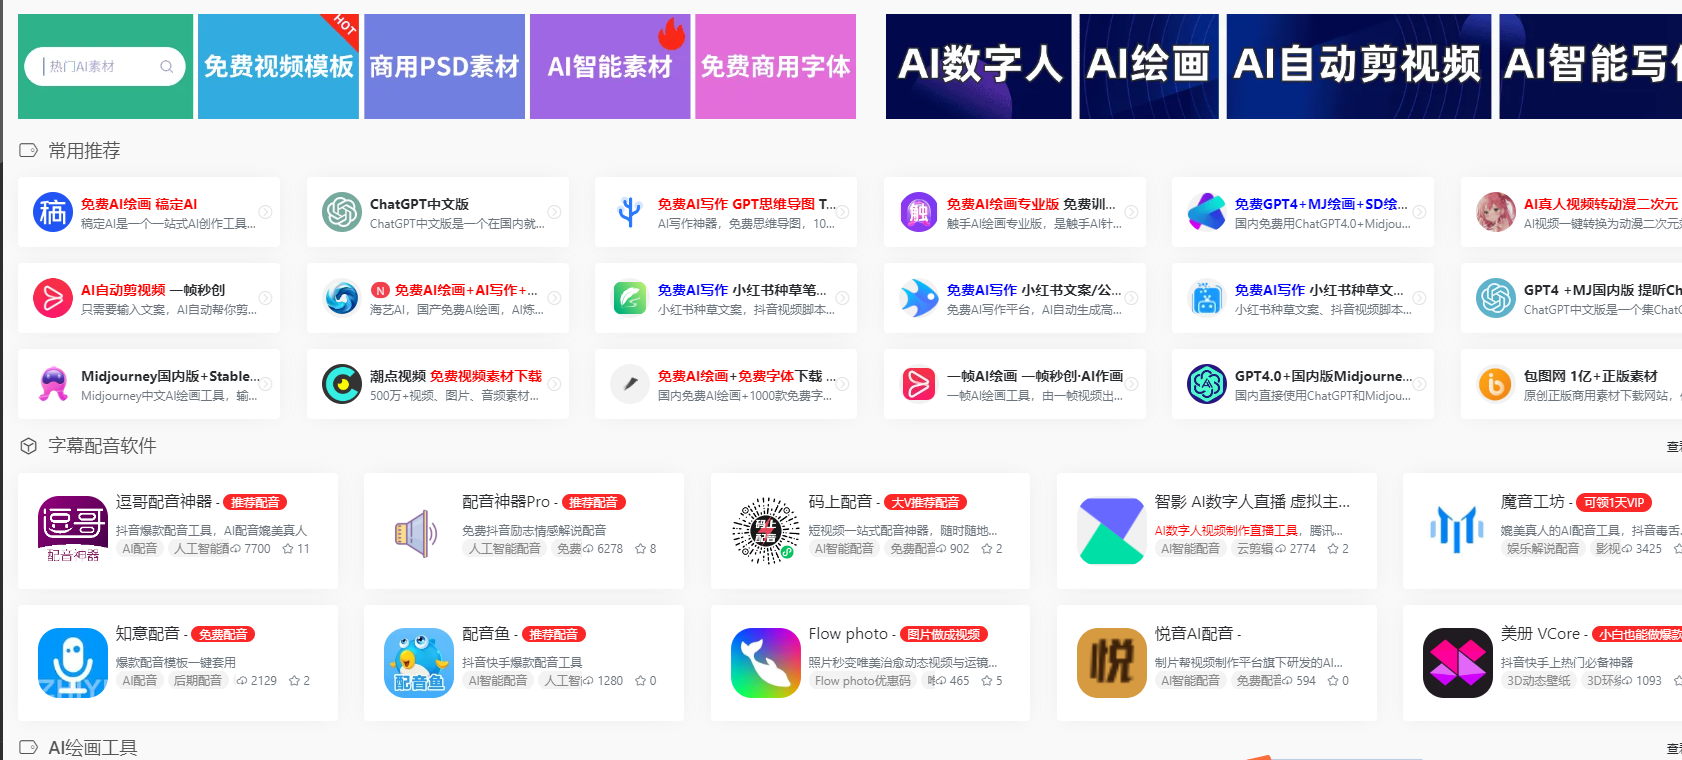 热门AI素材
免费视频模板
HOT
商用PSD素材
AI智能素材
免费商用字体
AI数字人
AI绘画
AI自动剪视频
AI智能写作
常用推荐
稿
免费AI绘画 稿定AI
稿定AI是一个一站式AI创作工具...
ChatGPT中文版
ChatGPT中文版是一个在国内就...
免费AI写作 GPT思维导图 T...
AI写作神器，免费思维导图，10...
触
免费AI绘画专业版 免费训...
触手AI绘画专业版，是触手AI针...
免费GPT4+MJ绘画+SD绘...
国内免费用ChatGPT4.0+Midjou...
AI真人视频转动漫二次元
AI视频一键转换为动漫二次元
AI自动剪视频 一帧秒创
只需要输入文案，AI自动帮你剪...
N 免费AI绘画+AI写作+...
海艺AI，国产免费AI绘画，AI炼...
免费AI写作 小红书种草笔...
小红书种草文案，抖音视频脚本...
免费AI写作 小红书文案/公...
免费AI写作平台，AI自动生成高...
免费AI写作 小红书种草文...
小红书种草文案、抖音视频脚本...
GPT4 +MJ国内版 提听Ch
ChatGPT中文版是一个集Chat
Midjourney国内版+Stable...
Midjourney中文AI绘画工具，输...
潮点视频 免费视频素材下载
500万+视频、图片、音频素材...
免费AI绘画+免费字体下载 ...
国内免费AI绘画+1000款免费字...
一帧AI绘画 一帧秒创·AI作画
一帧AI绘画工具，由一帧视频出...
GPT4.0+国内版Midjourne...
国内直接使用ChatGPT和Midjou...
包图网 1亿+正版素材
原创正版商用素材下载网站，
字幕配音软件
查看
逗哥
配音神器
逗哥配音神器 - 推荐配音
抖音爆款配音工具，AI配音媲美真人
AI配音 人工智能配 7700 11
配音神器Pro - 推荐配音
免费抖音励志情感解说配音
人工智能配音 免费 6278 8
码上
配音
码上配音 - 大V推荐配音
短视频一站式配音神器，随时随地...
AI智能配音 免费配音 902 2
智影 AI数字人直播 虚拟主...
AI数字人视频制作直播工具，腾讯...
AI智能配音 云剪辑 2774 2
魔音工坊 - 可领1天VIP
媲美真人的AI配音工具，抖音毒舌
娱乐解说配音 影视 3425
ZHIYI
知意配音 - 免费配音
爆款配音模板一键套用
AI配音 后期配音 2129 2
配音鱼
配音鱼 - 推荐配音
抖音快手爆款配音工具
AI智能配音 人工智 1280 0
Flow photo - 图片做成视频
照片秒变唯美治愈动态视频与运镜...
Flow photo优惠码 465 5
悦
悦音AI配音 -
制片帮视频制作平台旗下研发的AI...
AI智能配音 免费配音 594 0
美册 VCore - 小白也能做爆款
抖音快手上热门必备神器
3D动态壁纸 3D环绕 1093
AI绘画工具
查看